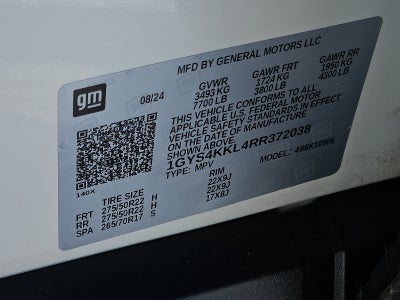 gm
MFD BY GENERAL MOTORS LLC
08/24
GVWR GAWR FRT GAWR RR
3493 KG 1724 KG 1950 KG
7700 LB 3800 LB 4300 LB
THIS VEHICLE CONFORMS TO ALL
APPLICABLE U.S. FEDERAL MOTOR
VEHICLE SAFETY STANDARDS IN EFFECT
ON THE DATE OF MANUFACTURE
1GYS4KKL4RR372038
TYPE: MPV MODEL: 486K10906
140X
TIRE SIZE RIM
FRT 275/50R22 H 22X9J
RR 275/50R22 H 22X9J
SPA 265/70R17 S 17X8J